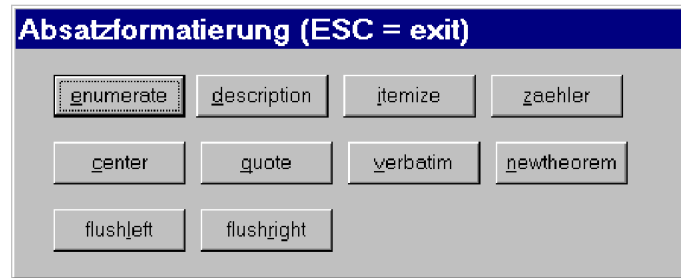 Absatzformatierung (ESC = exit)
enumerate description itemize zaehler
center quote verbatim newtheorem
flushleft flushright